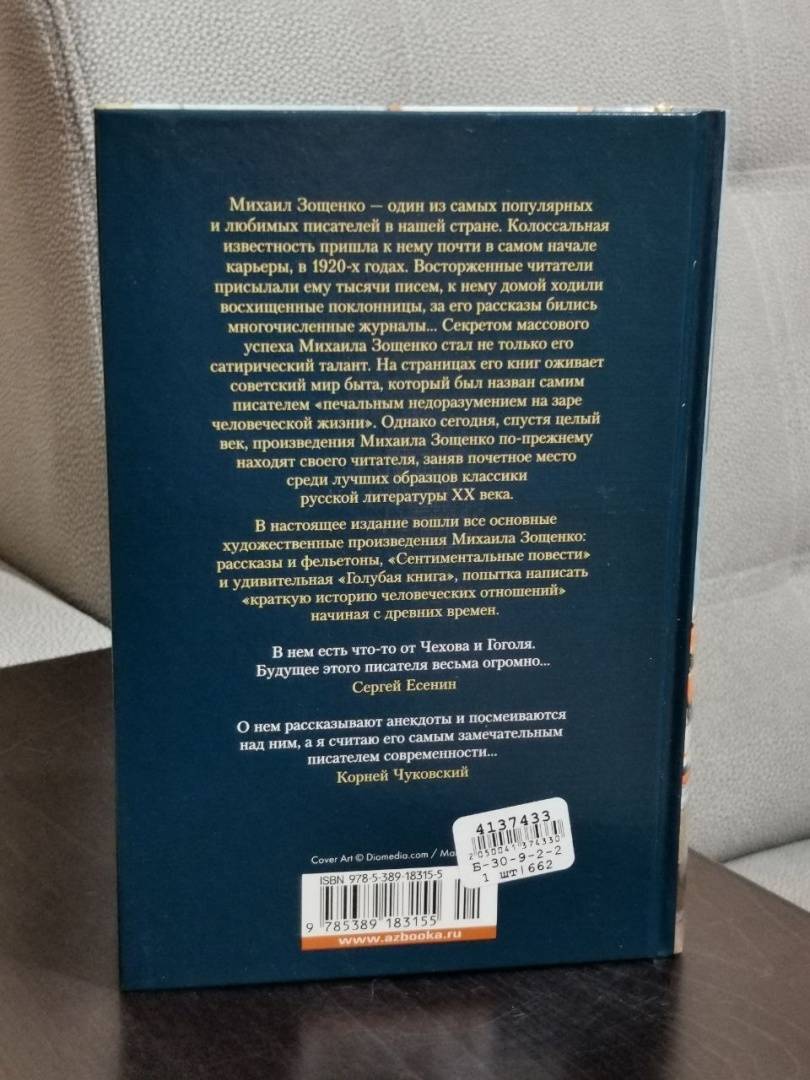 Михаил Зощенко — один из самых популярных
и любимых писателей в нашей стране. Колоссальная
известность пришла к нему почти в самом начале
карьеры, в 1920-х годах. Восторженные читатели
присылали ему тысячи писем, к нему домой ходили
восхищенные поклонницы, за его рассказы бились
многочисленные журналы... Секретом массового
успеха Михаила Зощенко стал не только его
сатирический талант. На страницах его книг оживает
советский мир быта, который был назван самим
писателем «печальным недоразумением на заре
человеческой жизни». Однако сегодня, спустя целый
век, произведения Михаила Зощенко по-прежнему
находят своего читателя, заняв почетное место
среди лучших образцов классики
русской литературы XX века.
В настоящее издание вошли все основные
художественные произведения Михаила Зощенко:
рассказы и фельетоны, «Сентиментальные повести»
и удивительная «Голубая книга», попытка написать
«краткую историю человеческих отношений»
начиная с древних времен.
В нем есть что-то от Чехова и Гоголя.
Будущее этого писателя весьма огромно...
Сергей Есенин
О нем рассказывают анекдоты и посмеиваются
над ним, а я считаю его самым замечательным
писателем современности...
Корней Чуковский
4137433
2050041374330
Б-30-9-2-2
1 шт|662
Cover Art © Diomedia.com /
ISBN 978-5-389-18315-5
9 785389 183155
www.azbooka.ru